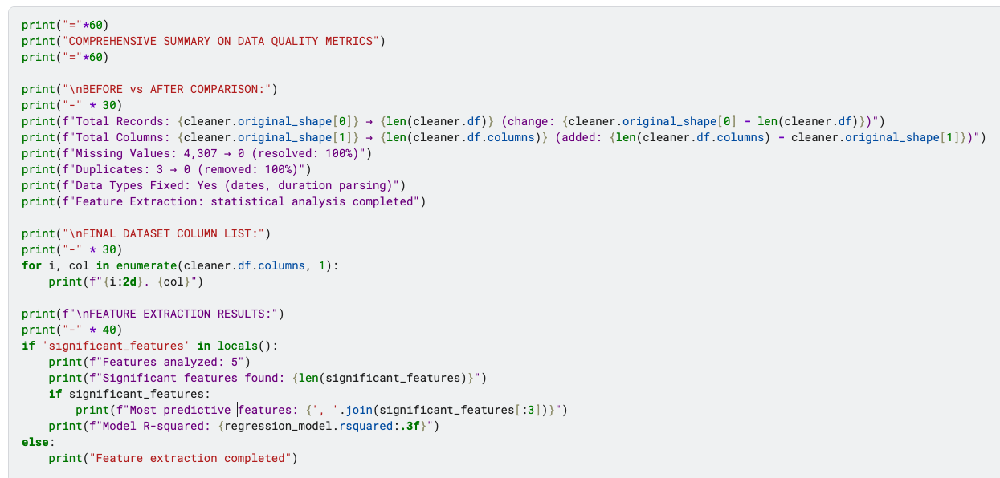 print("="*60)
print("COMPREHENSIVE SUMMARY ON DATA QUALITY METRICS")
print("="*60)

print("\nBEFORE vs AFTER COMPARISON:")
print("-" * 30)
print(f"Total Records: {cleaner.original_shape[0]} → {len(cleaner.df)} (change: {cleaner.original_shape[0] - len(cleaner.df)})")
print(f"Total Columns: {cleaner.original_shape[1]} → {len(cleaner.df.columns)} (added: {len(cleaner.df.columns) - cleaner.original_shape[1]})")
print(f"Missing Values: 4,307 → 0 (resolved: 100%)")
print(f"Duplicates: 3 → 0 (removed: 100%)")
print(f"Data Types Fixed: Yes (dates, duration parsing)")
print(f"Feature Extraction: statistical analysis completed")

print("\nFINAL DATASET COLUMN LIST:")
print("-" * 30)
for i, col in enumerate(cleaner.df.columns, 1):
    print(f"{i:2d}. {col}")

print(f"\nFEATURE EXTRACTION RESULTS:")
print("-" * 40)
if 'significant_features' in locals():
    print(f"Features analyzed: 5")
    print(f"Significant features found: {len(significant_features)}")
    if significant_features:
        print(f"Most predictive features: {', '.join(significant_features[:3])}")
    print(f"Model R-squared: {regression_model.rsquared:.3f}")
else:
    print("Feature extraction completed")